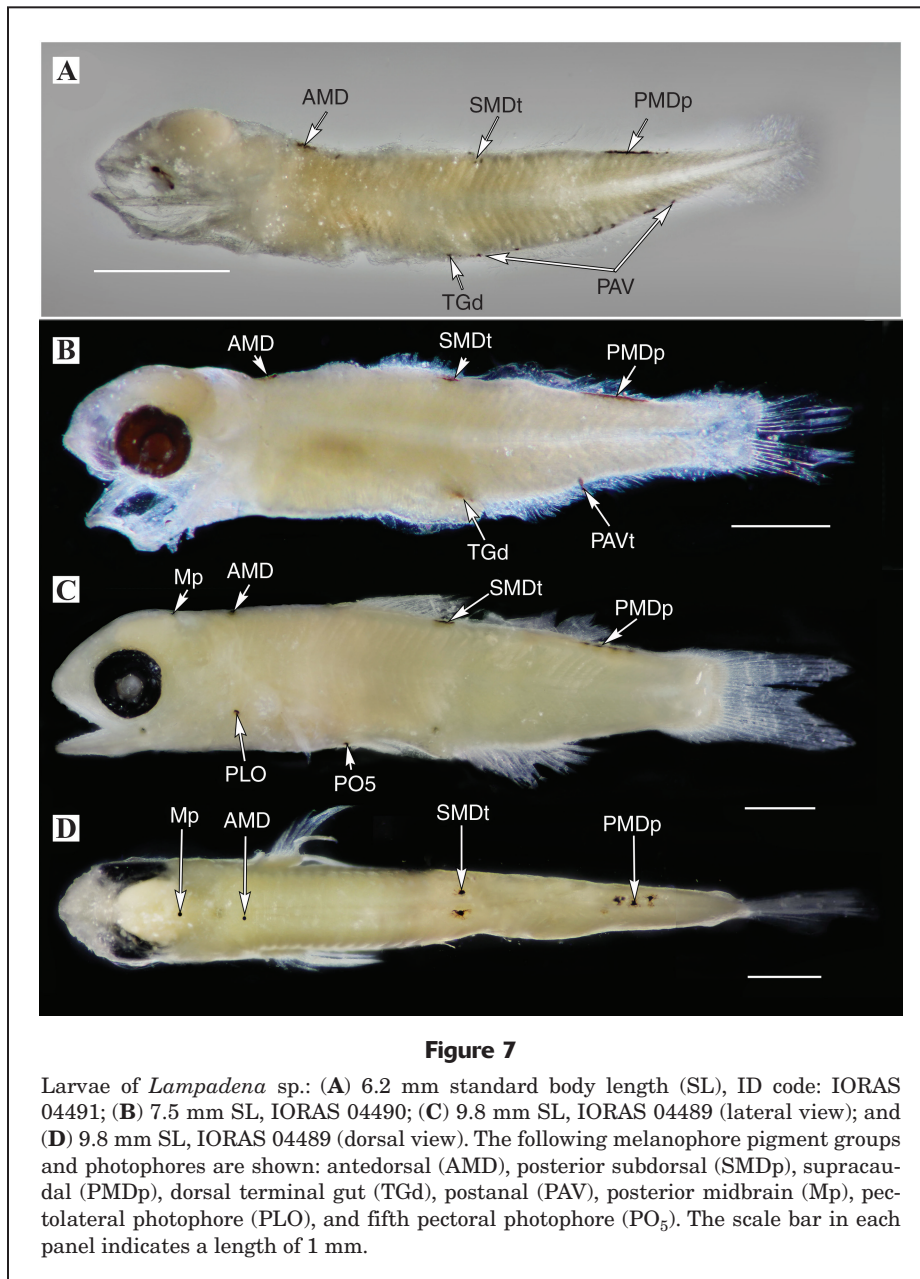 A
AMD
SMDt
PMDp
TGd
PAV
B
AMD
SMDt
PMDp
TGd
PAVt
C
Mp
AMD
SMDt
PMDp
PLO
PO5
D
Mp
AMD
SMDt
PMDp
Figure 7
Larvae of Lampadena sp.: (A) 6.2 mm standard body length (SL), ID code: IORAS
04491; (B) 7.5 mm SL, IORAS 04490; (C) 9.8 mm SL, IORAS 04489 (lateral view); and
(D) 9.8 mm SL, IORAS 04489 (dorsal view). The following melanophore pigment groups
and photophores are shown: antedorsal (AMD), posterior subdorsal (SMDp), supracau-
dal (PMDp), dorsal terminal gut (TGd), postanal (PAV), posterior midbrain (Mp), pec-
tolateral photophore (PLO), and fifth pectoral photophore (PO₅). The scale bar in each
panel indicates a length of 1 mm.